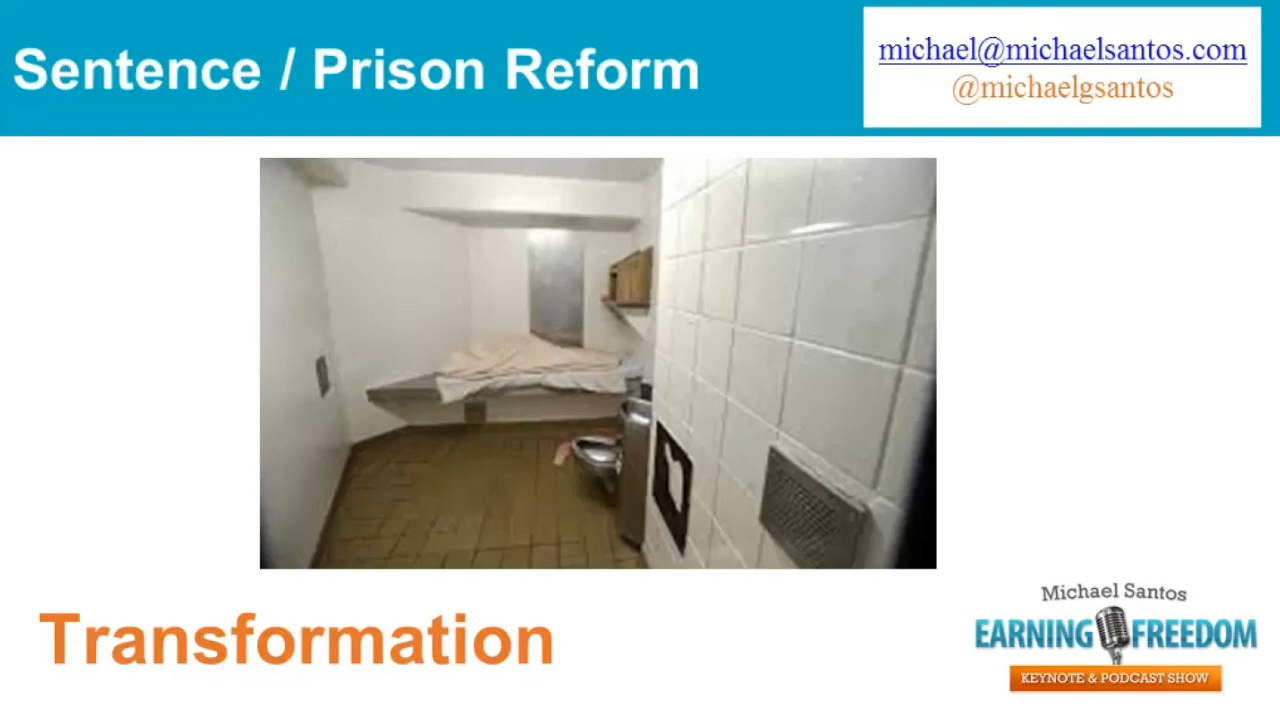 Sentence / Prison Reform
michael@michaelsantos.com
@michaelgsantos
Transformation
Michael Santos
EARNING FREEDOM
KEYNOTE & PODCAST SHOW